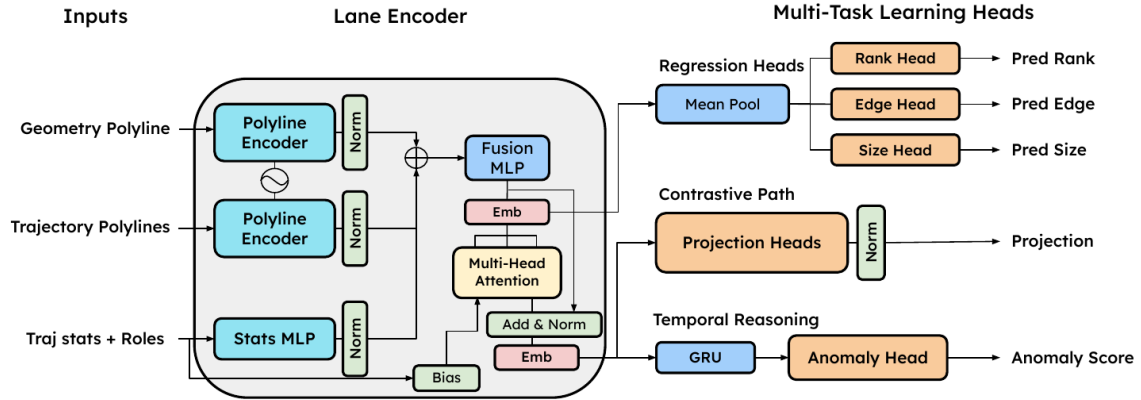 Inputs
Lane Encoder
Multi-Task Learning Heads
Geometry Polyline
Trajectory Polylines
Traj stats + Roles
Polyline
Encoder
Norm
Polyline
Encoder
Norm
Stats MLP
Norm
Fusion
MLP
Emb
Multi-Head
Attention
Add & Norm
Emb
Bias
Regression Heads
Mean Pool
Rank Head
Pred Rank
Edge Head
Pred Edge
Size Head
Pred Size
Contrastive Path
Projection Heads
Norm
Projection
Temporal Reasoning
GRU
Anomaly Head
Anomaly Score